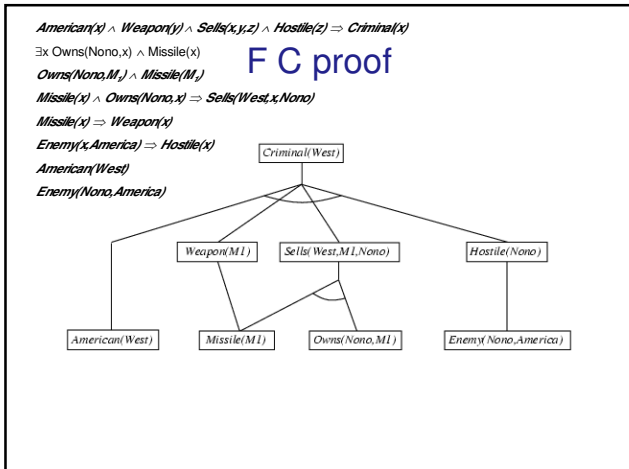 American(x) ∧ Weapon(y) ∧ Sells(x,y,z) ∧ Hostile(z) ⇒ Criminal(x)
∃x Owns(Nono,x) ∧ Missile(x)
F C proof
Owns(Nono,M₁) ∧ Missile(M₁)
Missile(x) ∧ Owns(Nono,x) ⇒ Sells(West,x,Nono)
Missile(x) ⇒ Weapon(x)
Enemy(x,America) ⇒ Hostile(x)
American(West)
Enemy(Nono,America)
Criminal(West)
Weapon(M1) Sells(West,M1,Nono) Hostile(Nono)
American(West) Missile(M1) Owns(Nono,M1) Enemy(Nono,America)